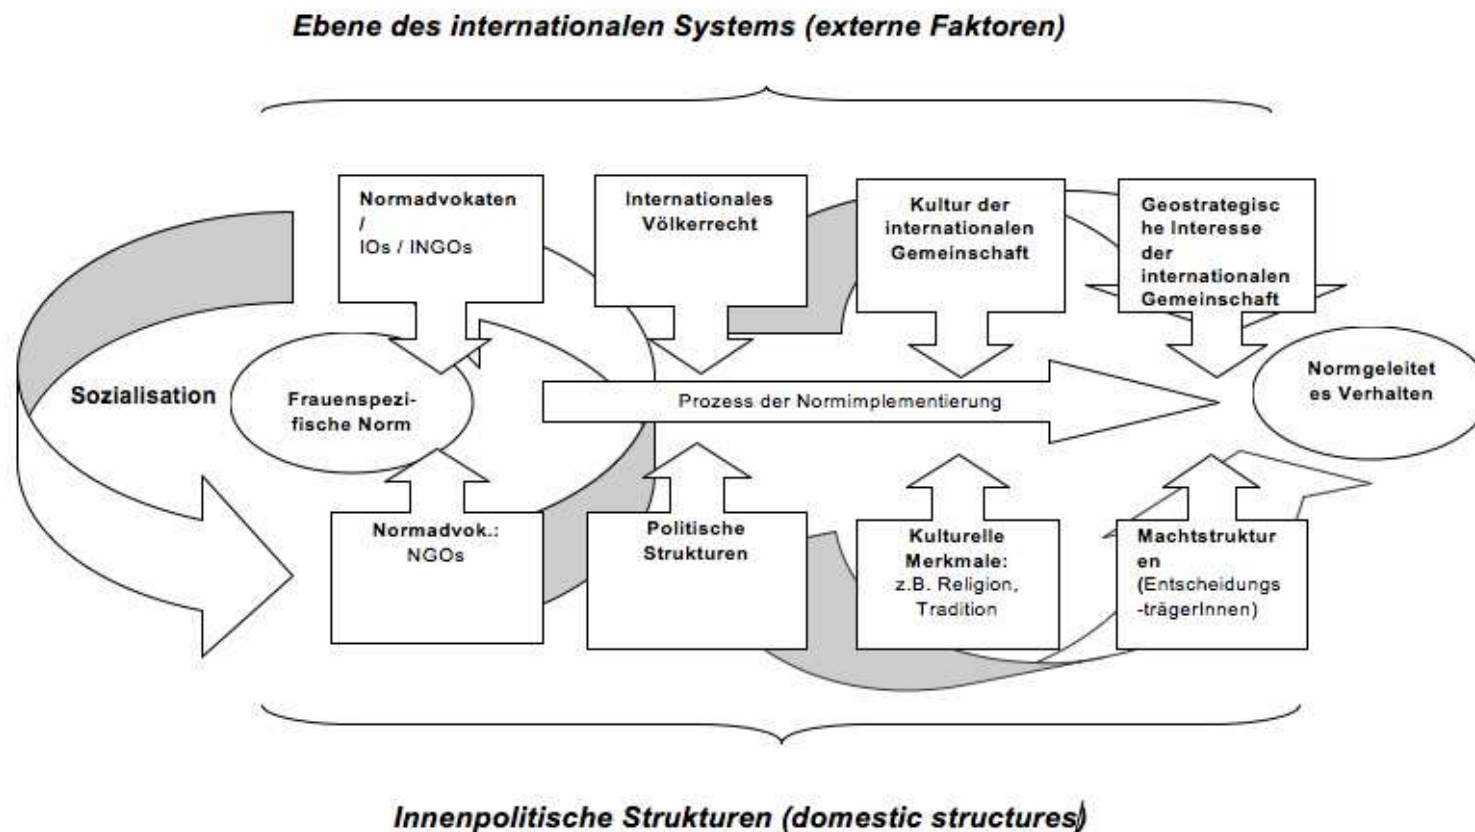 Ebene des internationalen Systems (externe Faktoren)
Normadvokaten
/
IOs / INGOs
Internationales
Völkerrecht
Kultur der
internationalen
Gemeinschaft
Geostrategisc
he Interesse
der
internationalen
Gemeinschaft
Sozialisation
Frauenspezi-
fische Norm
Prozess der Normimplementierung
Normgeleitet
es Verhalten
Normadvok.:
NGOs
Politische
Strukturen
Kulturelle
Merkmale:
z.B. Religion,
Tradition
Machtstruktur
en
(Entscheidungs
-trägerInnen)
Innenpolitische Strukturen (domestic structures)